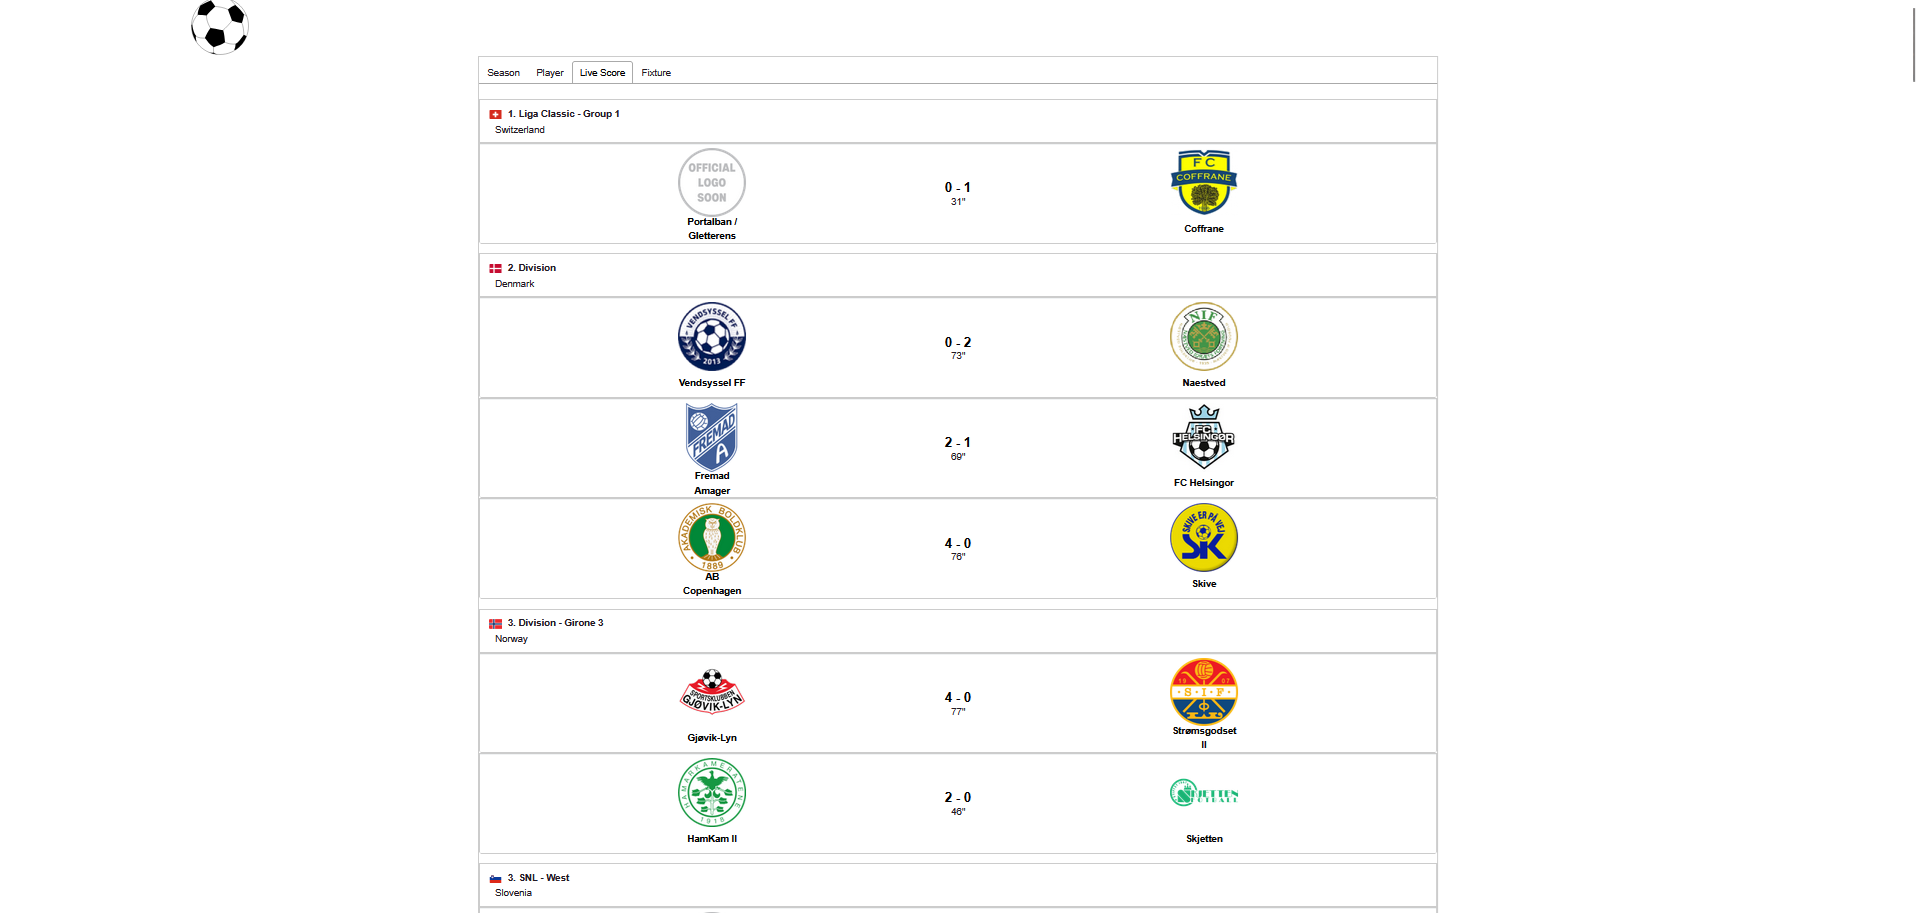 Season Player Live Score Fixture
1. Liga Classic - Group 1
Switzerland
OFFICIAL
LOGO
SOON
Portalban /
Gletterens
0 - 1
31"
FC
COFFRANE
Coffrane
2. Division
Denmark
VENDSYSSEL FF
2013
Vendsyssel FF
0 - 2
73"
NIF
Naestved
FREMAD
A
Fremad
Amager
2 - 1
69"
FC
HELSINGØR
FC Helsingor
AKADEMISK BOLDKLUB
1889
AB
Copenhagen
4 - 0
76"
SKIVE ER PÅ VEJ
SIK
Skive
3. Division - Girone 3
Norway
SPORTSKLUBBEN
GJØVIK-LYN
Gjøvik-Lyn
4 - 0
77"
19 07
S.I.F
Strømsgodset
II
HAMARKAMERATENE
1918
HamKam II
2 - 0
46"
SKJETTEN
FOTBALL
Skjetten
3. SNL - West
Slovenia